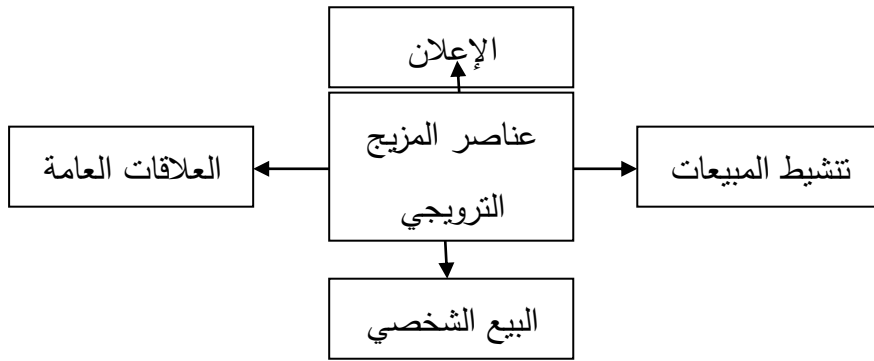 الإعلان
عناصر المزيج
الترويجي
تنشيط المبيعات
العلاقات العامة
البيع الشخصي